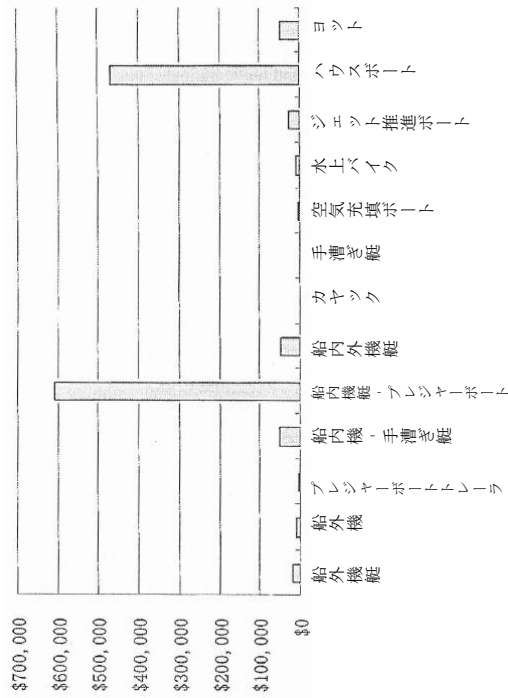 $700, 000
$600, 000
$500, 000
$400, 000
$300, 000
$200, 000
$100, 000
$0
船外機艇
船外機
プレジャーボートトレーラ
船内機 - 手漕ぎ艇
船内機艇 - プレジャーボート
船内外機艇
カヤック
手漕ぎ艇
空気充填ボート
水上バイク
ジェット推進ボート
ハウスボート
ヨット